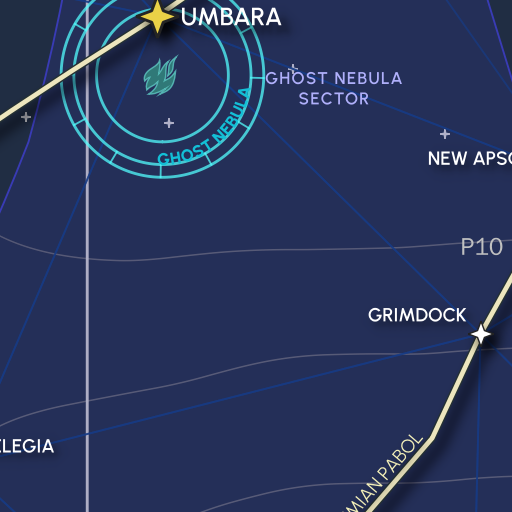 UMBARA
GHOST NEBULA
SECTOR
GHOST NEBULA
NEW APSO
P10
GRIMDOCK
ELEGIA
MIAN PABOL